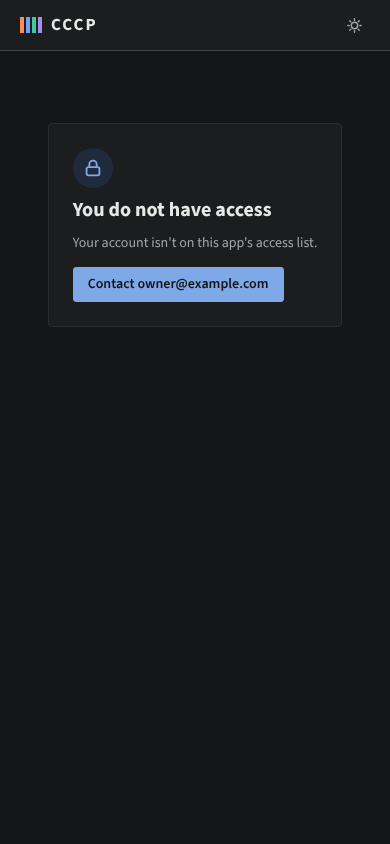 CCCP
You do not have access
Your account isn't on this app's access list.
Contact owner@example.com